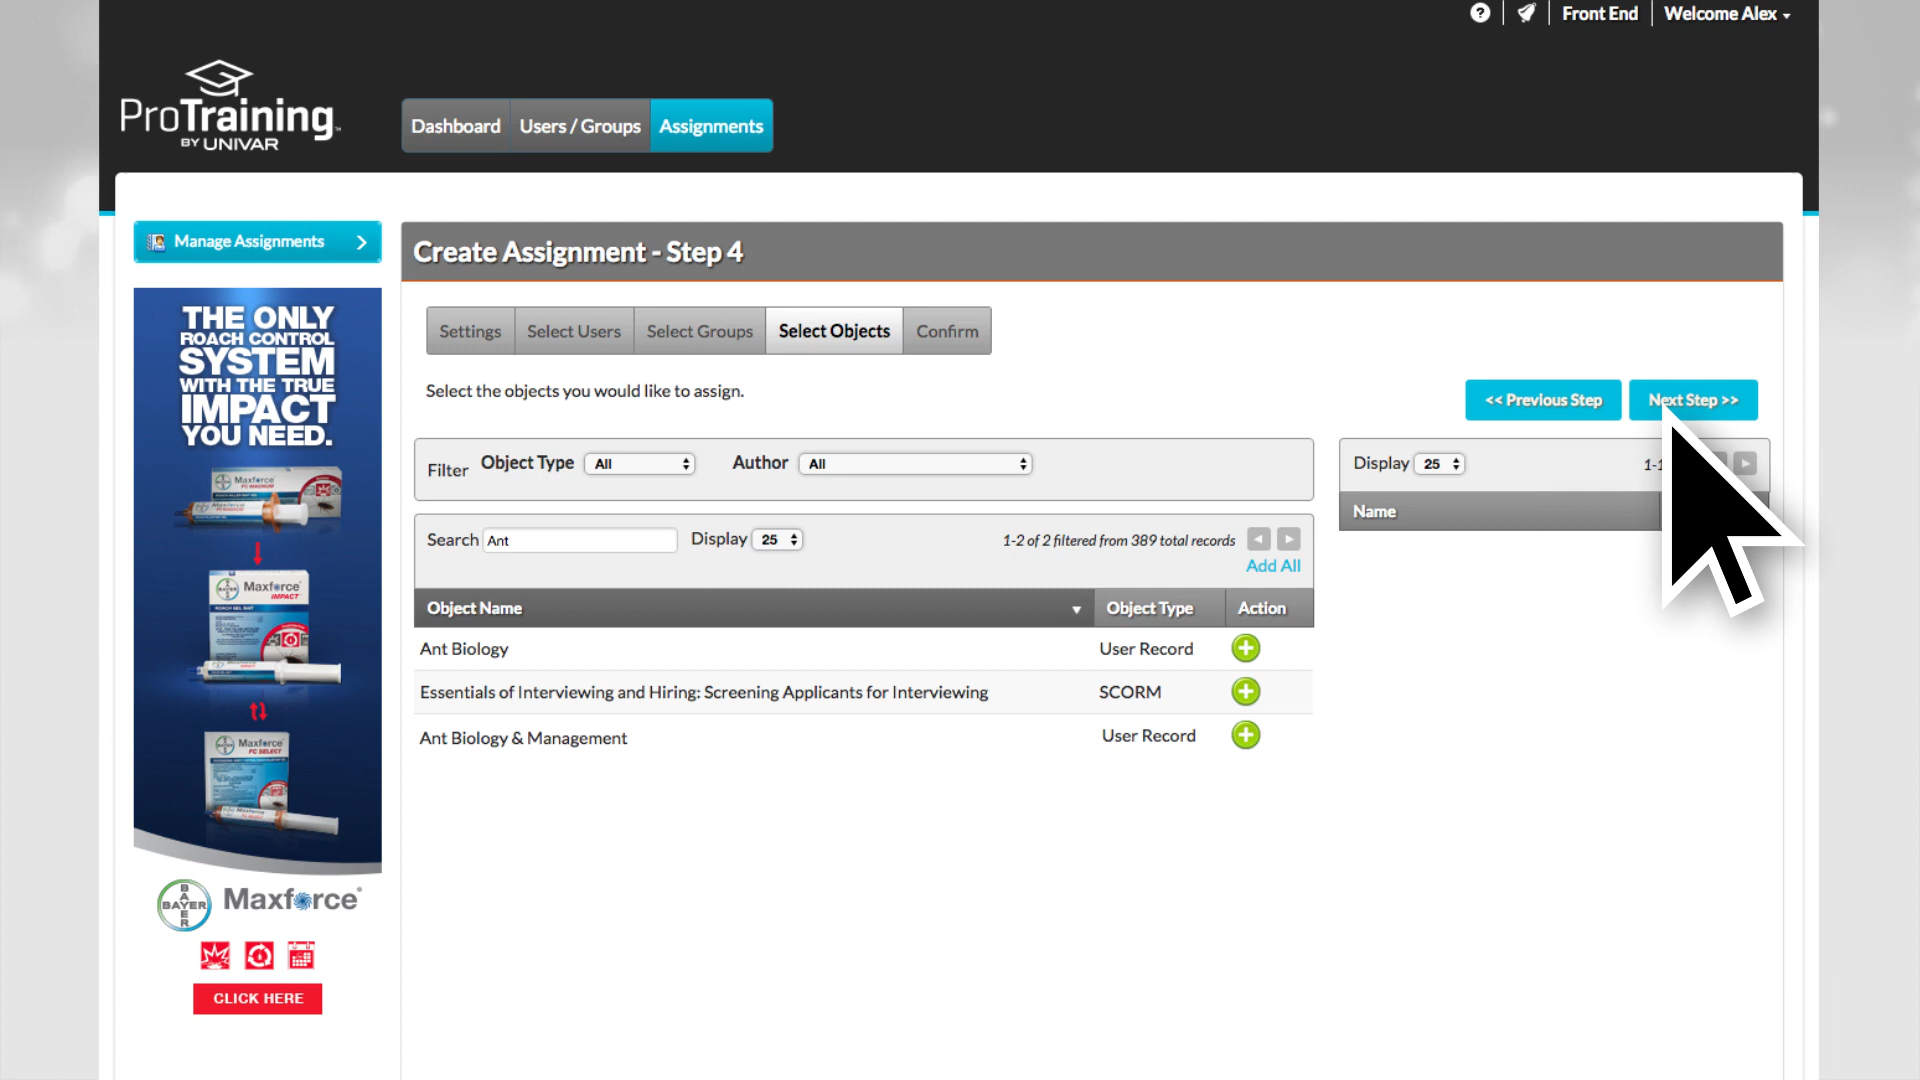 Front End
Welcome Alex
ProTraining
BY UNIVAR
Dashboard
Users / Groups
Assignments
Manage Assignments
Create Assignment - Step 4
Settings
Select Users
Select Groups
Select Objects
Confirm
Select the objects you would like to assign.
<< Previous Step
Next Step >>
Filter
Object Type
All
Author
All
Display 25
Name
Search Ant
Display 25
1-2 of 2 filtered from 389 total records
Add All
Object Name
Object Type
Action
Ant Biology
User Record
Essentials of Interviewing and Hiring: Screening Applicants for Interviewing
SCORM
Ant Biology & Management
User Record
THE ONLY
ROACH CONTROL
SYSTEM
WITH THE TRUE
IMPACT
YOU NEED.
Maxforce
FC MAGNUM
Maxforce
IMPACT
ROACH GEL BAIT
Maxforce
FC SELECT
BAYER
BAYER
Maxforce
CLICK HERE